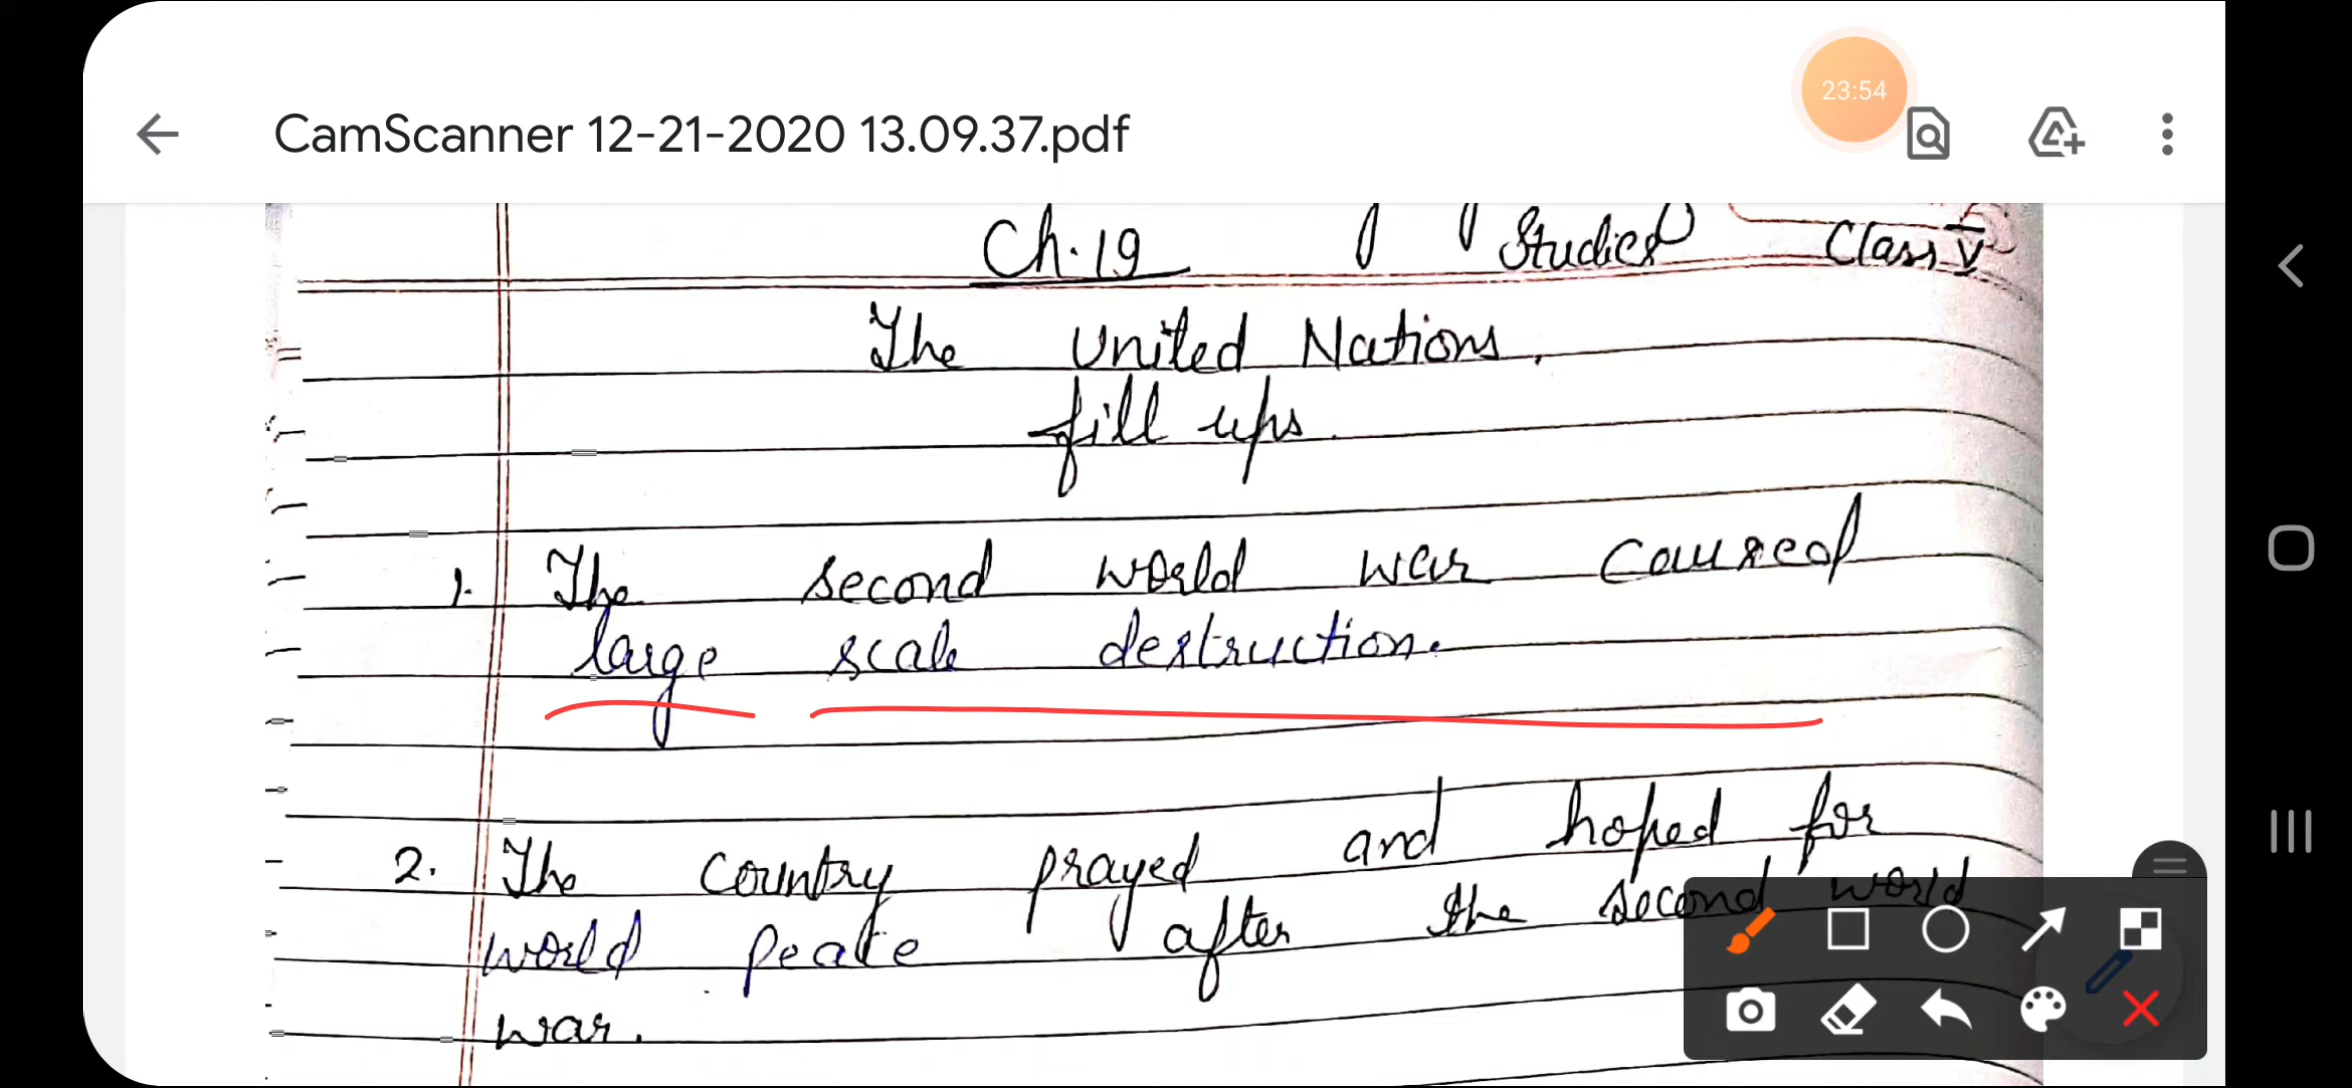 23:54
CamScanner 12-21-2020 13.09.37.pdf
Ch.19 Studies Class V
The United Nations.
fill ups.
1. The second world war caused
large scale destruction.
2. The country prayed and hoped for
world peace after the second world
war.